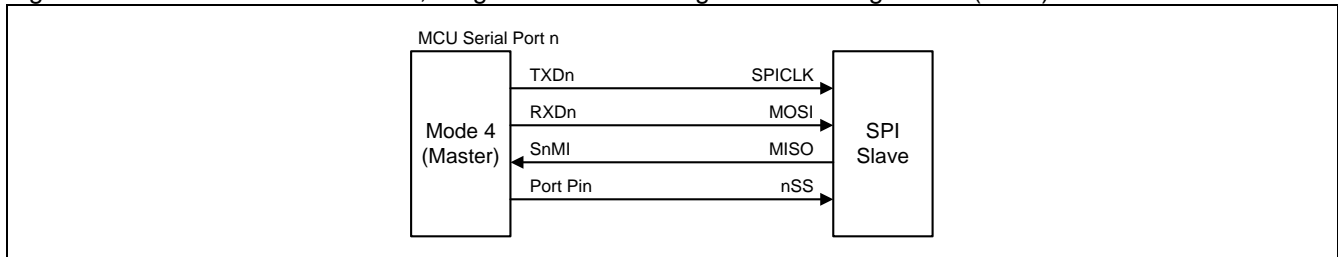 MCU Serial Port n
TXDn SPICLK
RXDn MOSI
Mode 4
(Master)
SPI
Slave
SnMI MISO
Port Pin nSS